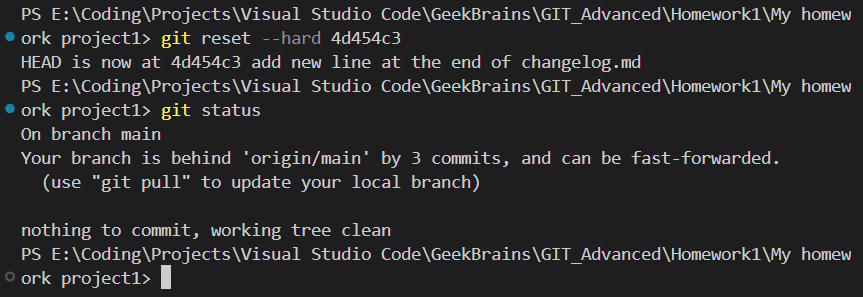 PS E:\Coding\Projects\Visual Studio Code\GeekBrains\GIT_Advanced\Homework1\My homew
ork project1> git reset --hard 4d454c3
HEAD is now at 4d454c3 add new line at the end of changelog.md
PS E:\Coding\Projects\Visual Studio Code\GeekBrains\GIT_Advanced\Homework1\My homew
ork project1> git status
On branch main
Your branch is behind 'origin/main' by 3 commits, and can be fast-forwarded.
  (use "git pull" to update your local branch)

nothing to commit, working tree clean
PS E:\Coding\Projects\Visual Studio Code\GeekBrains\GIT_Advanced\Homework1\My homew
ork project1>